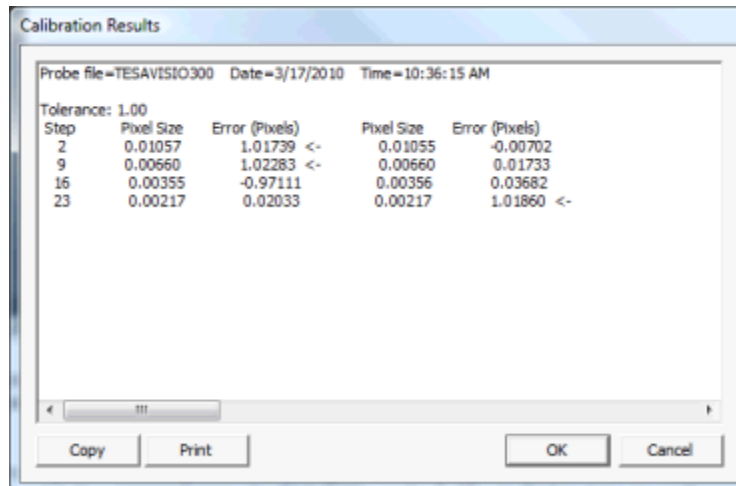 Calibration Results
Probe file=TESAVISIO300 Date=3/17/2010 Time=10:36:15 AM
Tolerance: 1.00
Step Pixel Size Error (Pixels) Pixel Size Error (Pixels)
2 0.01057 1.01739 <- 0.01055 -0.00702
9 0.00660 1.02283 <- 0.00660 0.01733
16 0.00355 -0.97111 0.00356 0.03682
23 0.00217 0.02033 0.00217 1.01860 <-
Copy Print OK Cancel